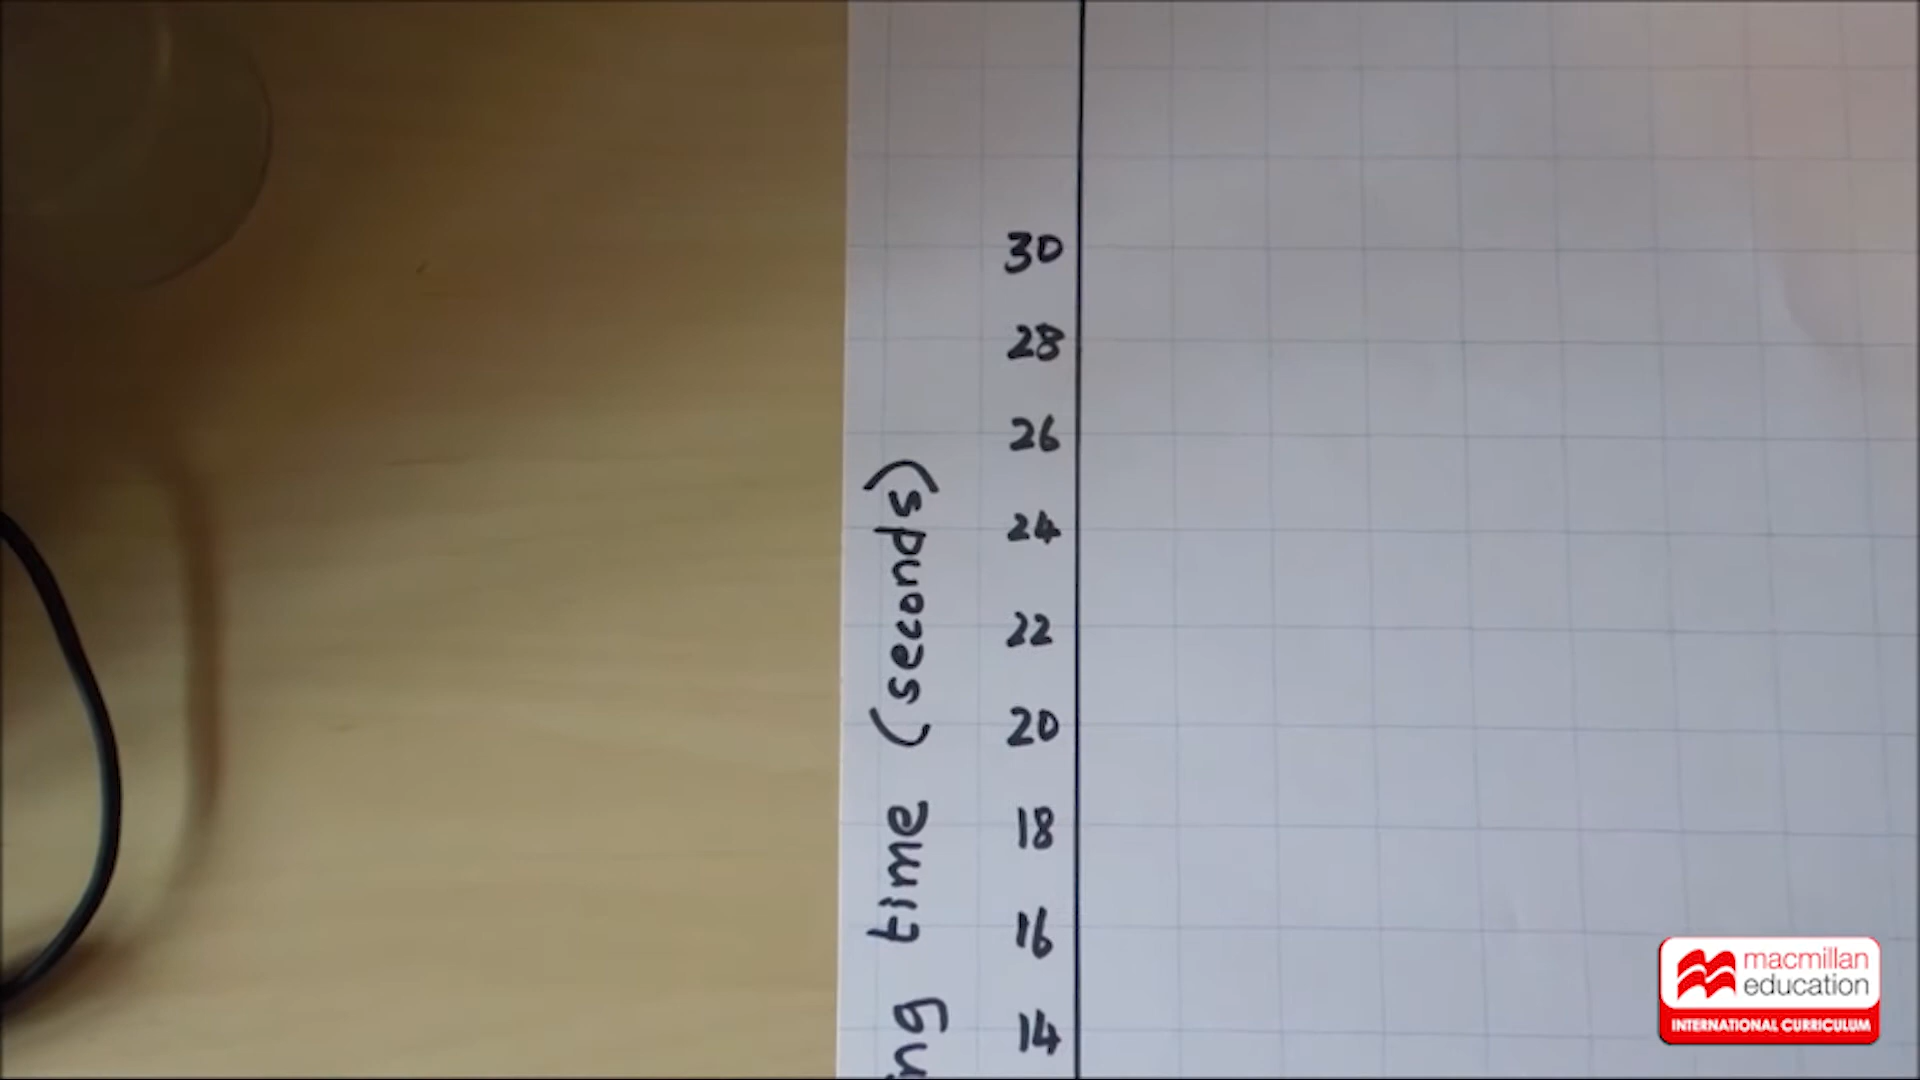 30
28
26
24
22
20
18
16
14
ng time (seconds)
macmillan
education
INTERNATIONAL CURRICULUM